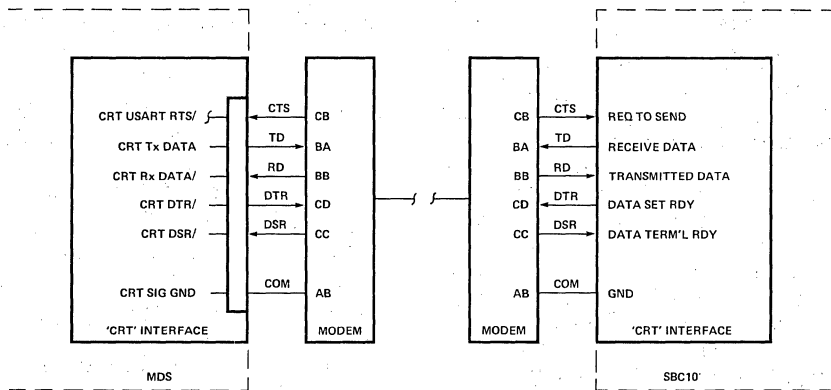 CRT USART RTS/ CTS CB CB CTS REQ TO SEND
CRT Tx DATA TD BA BA TD RECEIVE DATA
CRT Rx DATA/ RD BB BB RD TRANSMITTED DATA
CRT DTR/ DTR CD CD DTR DATA SET RDY
CRT DSR/ DSR CC CC DSR DATA TERM'L RDY
CRT SIG GND COM AB AB COM GND
'CRT' INTERFACE MODEM MODEM 'CRT' INTERFACE
MDS SBC10